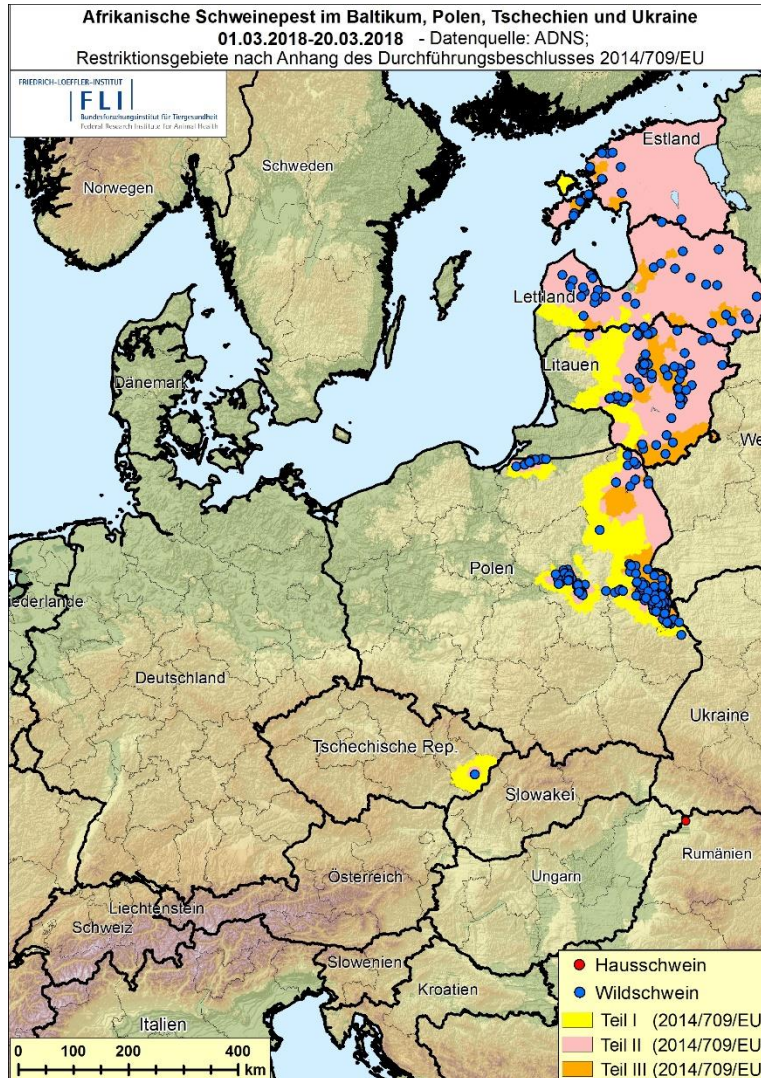 Afrikanische Schweinepest im Baltikum, Polen, Tschechien und Ukraine
01.03.2018-20.03.2018 - Datenquelle: ADNS;
Restriktionsgebiete nach Anhang des Durchführungsbeschlusses 2014/709/EU
FRIEDRICH-LOEFFLER-INSTITUT
FLI
Bundesforschungsinstitut für Tiergesundheit
Federal Research Institute for Animal Health
Estland
Schweden
Norwegen
Lettland
Litauen
Dänemark
We
Polen
ederlande
Deutschland
Ukraine
Tschechische Rep.
Slowakei
Rumänien
Österreich
Ungarn
Liechtenstein
Schweiz
Slowenien
Kroatien
Italien
Hausschwein
Wildschwein
Teil I (2014/709/EU
Teil II (2014/709/EU
Teil III (2014/709/EU
0 100 200 400
km